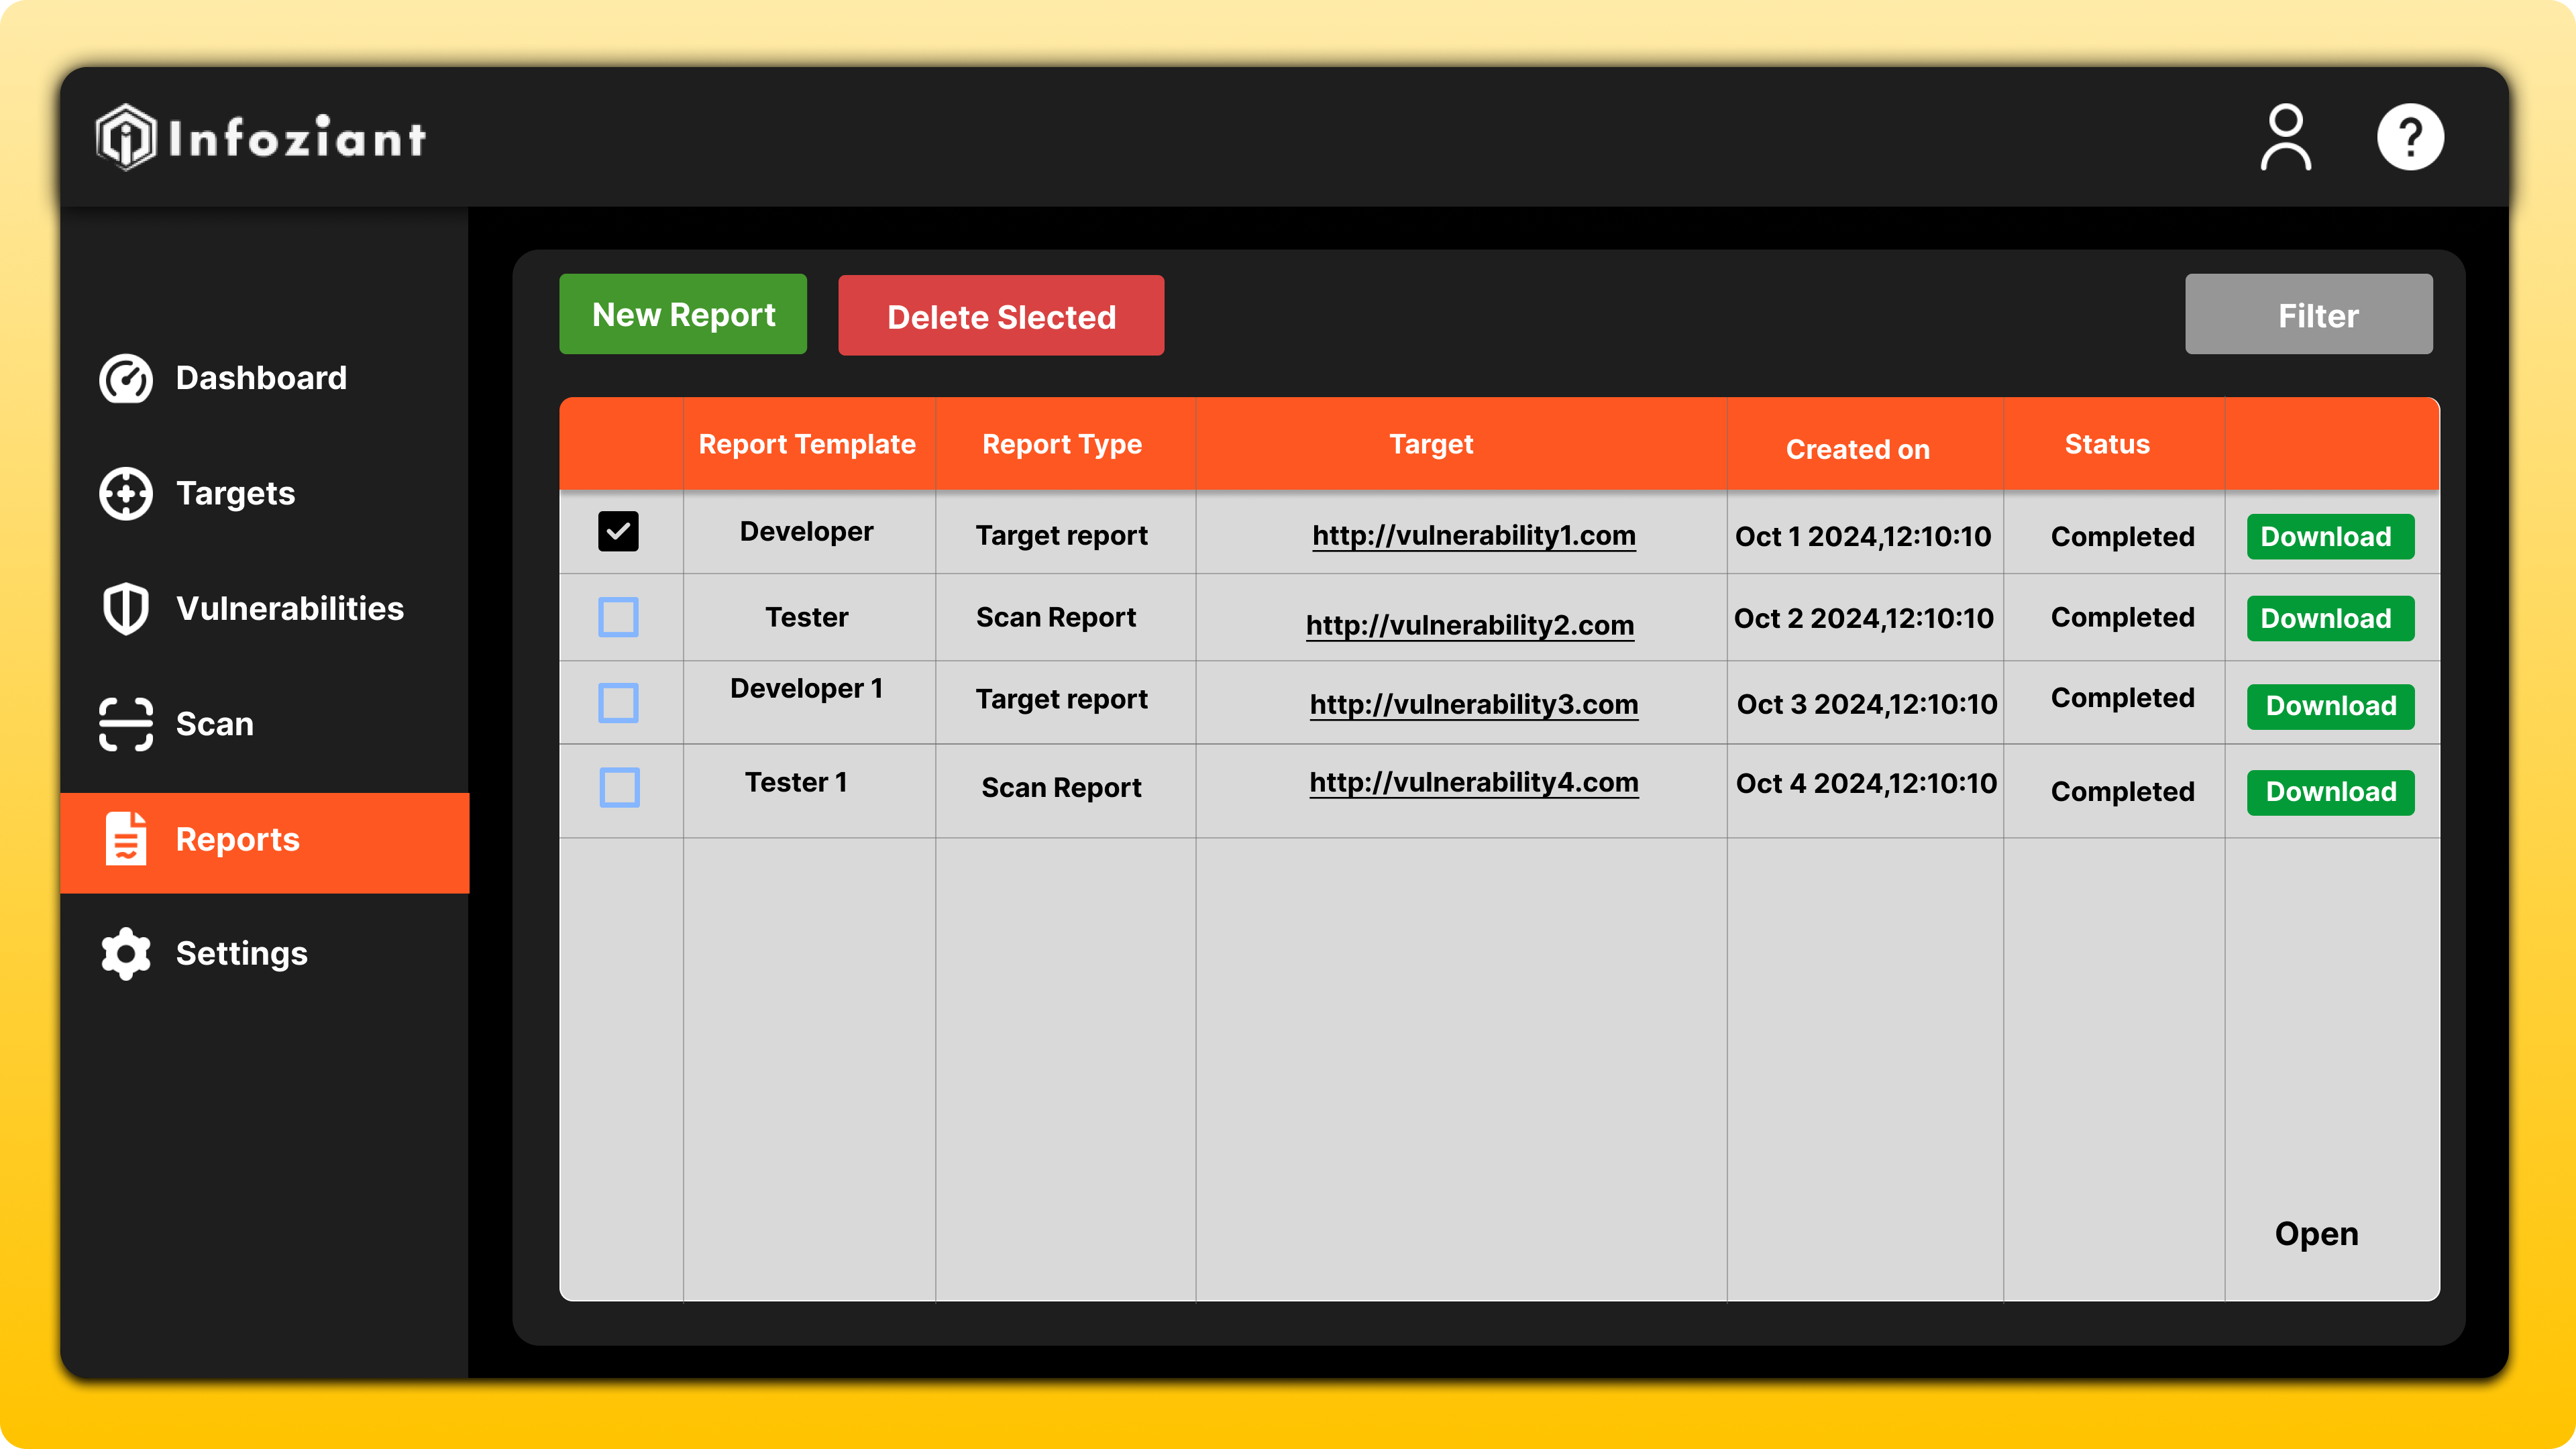 Infoziant
?
Dashboard
Targets
Vulnerabilities
Scan
Reports
Settings
New Report
Delete Slected
Filter
Report Template Report Type Target Created on Status
Developer Target report http://vulnerability1.com Oct 1 2024,12:10:10 Completed Download
Tester Scan Report http://vulnerability2.com Oct 2 2024,12:10:10 Completed Download
Developer 1 Target report http://vulnerability3.com Oct 3 2024,12:10:10 Completed Download
Tester 1 Scan Report http://vulnerability4.com Oct 4 2024,12:10:10 Completed Download
Open